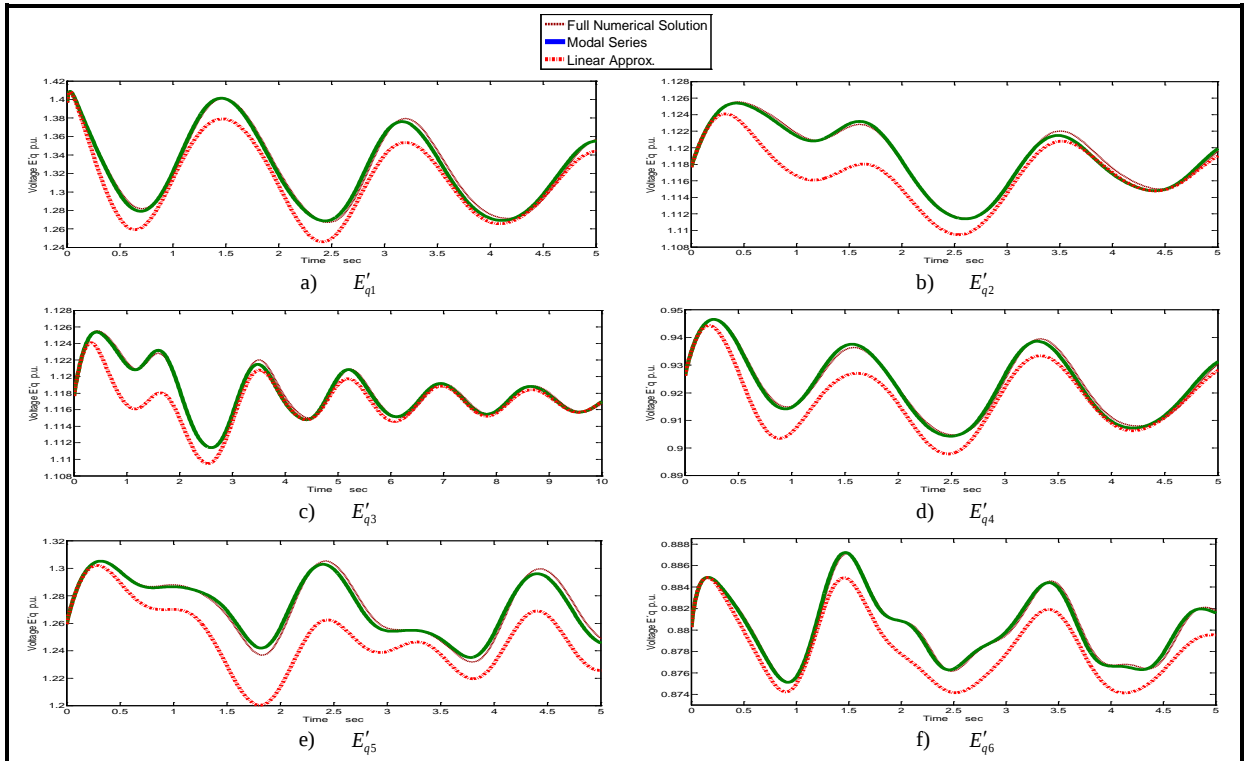 Full Numerical Solution
Modal Series
Linear Approx.
1.42
1.4
1.38
1.36
1.34
1.32
1.3
1.28
1.26
1.24
Voltage E'q p.u.
0 0.5 1 1.5 2 2.5 3 3.5 4 4.5 5
Time sec
a) E′q1
1.128
1.126
1.124
1.122
1.12
1.118
1.116
1.114
1.112
1.11
1.108
Voltage E'q p.u.
0 0.5 1 1.5 2 2.5 3 3.5 4 4.5 5
Time sec
b) E′q2
1.128
1.126
1.124
1.122
1.12
1.118
1.116
1.114
1.112
1.11
1.108
Voltage E'q p.u.
0 1 2 3 4 5 6 7 8 9 10
Time sec
c) E′q3
0.95
0.94
0.93
0.92
0.91
0.9
0.89
Voltage E'q p.u.
0 0.5 1 1.5 2 2.5 3 3.5 4 4.5 5
Time sec
d) E′q4
1.32
1.3
1.28
1.26
1.24
1.22
1.2
Voltage E'q p.u.
0 0.5 1 1.5 2 2.5 3 3.5 4 4.5 5
Time sec
e) E′q5
0.888
0.886
0.884
0.882
0.88
0.878
0.876
0.874
Voltage E'q p.u.
0 0.5 1 1.5 2 2.5 3 3.5 4 4.5 5
Time sec
f) E′q6